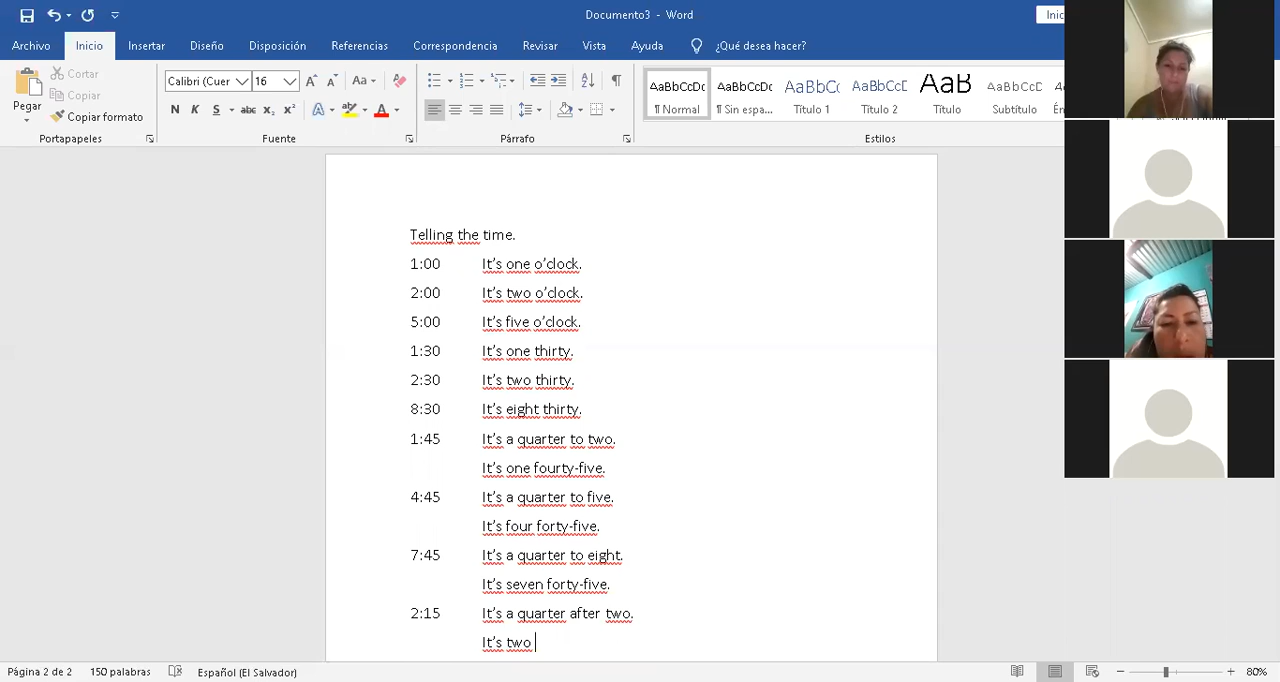 Documento3 - Word
Inic
Archivo Inicio Insertar Diseño Disposición Referencias Correspondencia Revisar Vista Ayuda ¿Qué desea hacer?
Pegar
Cortar
Copiar
Copiar formato
Portapapeles
Calibri (Cuer 16
Aa
N K S abc x₂ x²
A
Fuente
Párrafo
AaBbCcDc ¶ Normal
AaBbCcDc ¶ Sin espa...
AaBbCc Título 1
AaBbCcD Título 2
AaB Título
AaBbCcD Subtítulo
Estilos
Telling the time.
1:00 It's one o'clock.
2:00 It's two o'clock.
5:00 It's five o'clock.
1:30 It's one thirty.
2:30 It's two thirty.
8:30 It's eight thirty.
1:45 It's a quarter to two.
It's one fourty-five.
4:45 It's a quarter to five.
It's four forty-five.
7:45 It's a quarter to eight.
It's seven forty-five.
2:15 It's a quarter after two.
It's two
Página 2 de 2 150 palabras Español (El Salvador) 80%